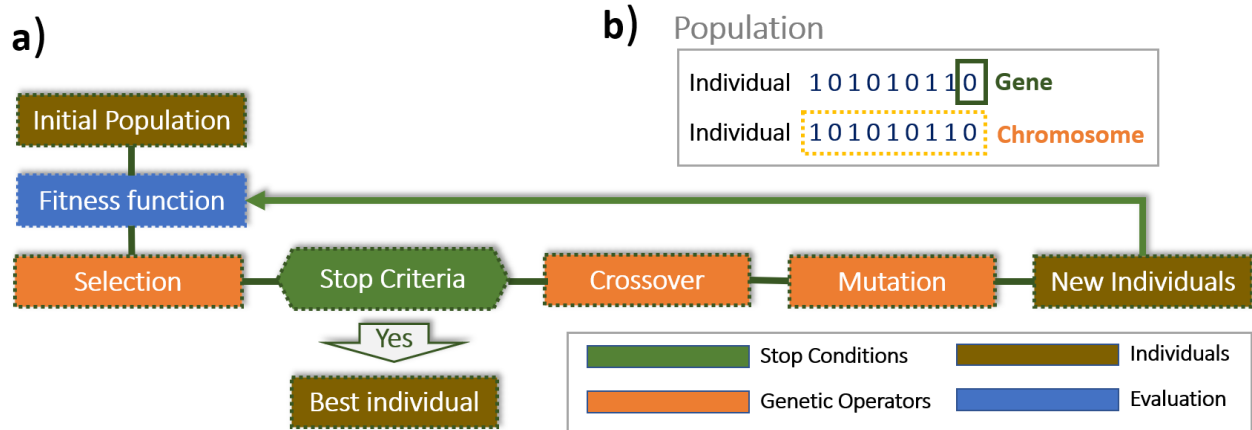 a)
Initial Population
Fitness function
Selection
Stop Criteria
Crossover
Mutation
New Individuals
Yes
Best individual
b)
Population
Individual 1 0 1 0 1 0 1 1 0 Gene
Individual 1 0 1 0 1 0 1 1 0 Chromosome
Stop Conditions
Individuals
Genetic Operators
Evaluation